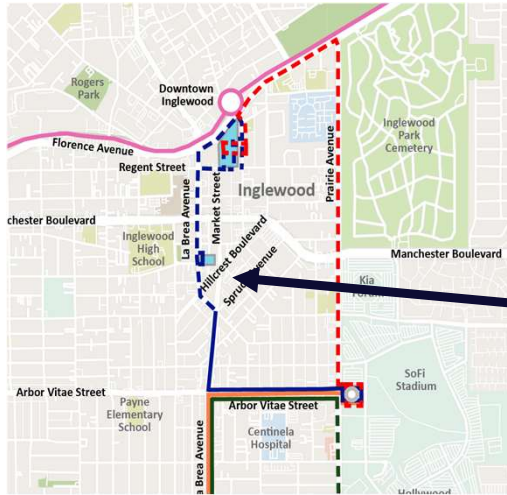 Rogers
Park
Downtown
Inglewood
Inglewood
Park
Cemetery
Florence Avenue
Regent Street
La Brea Avenue
Market Street
Inglewood
Prairie Avenue
chester Boulevard
Inglewood
High
School
Hillcrest Boulevard
Spruce Avenue
Manchester Boulevard
Kia
Forum
SoFi
Stadium
Arbor Vitae Street
Payne
Elementary
School
Arbor Vitae Street
Centinela
Hospital
a Brea Avenue
Hollywood